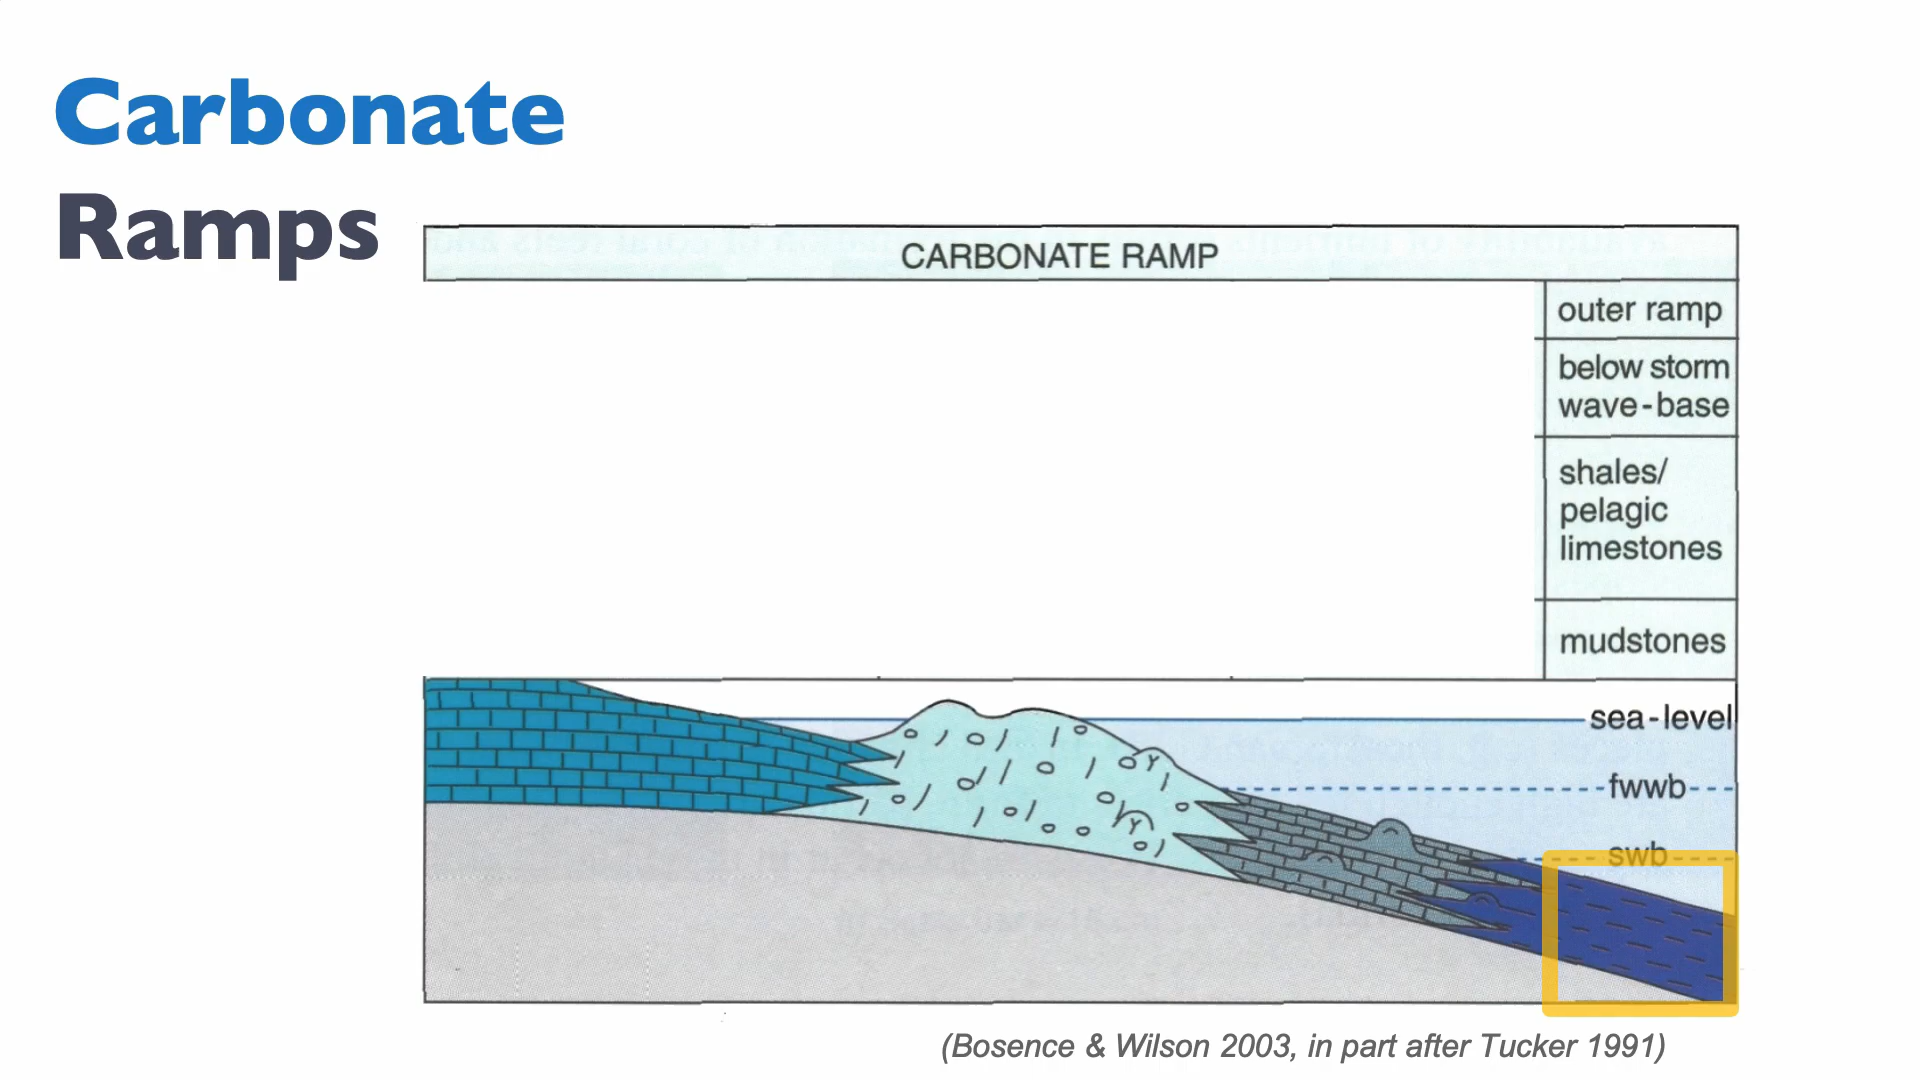 Carbonate
Ramps
CARBONATE RAMP
outer ramp
below storm
wave-base
shales/
pelagic
limestones
mudstones
sea-level
fwwb
swb
(Bosence & Wilson 2003, in part after Tucker 1991)